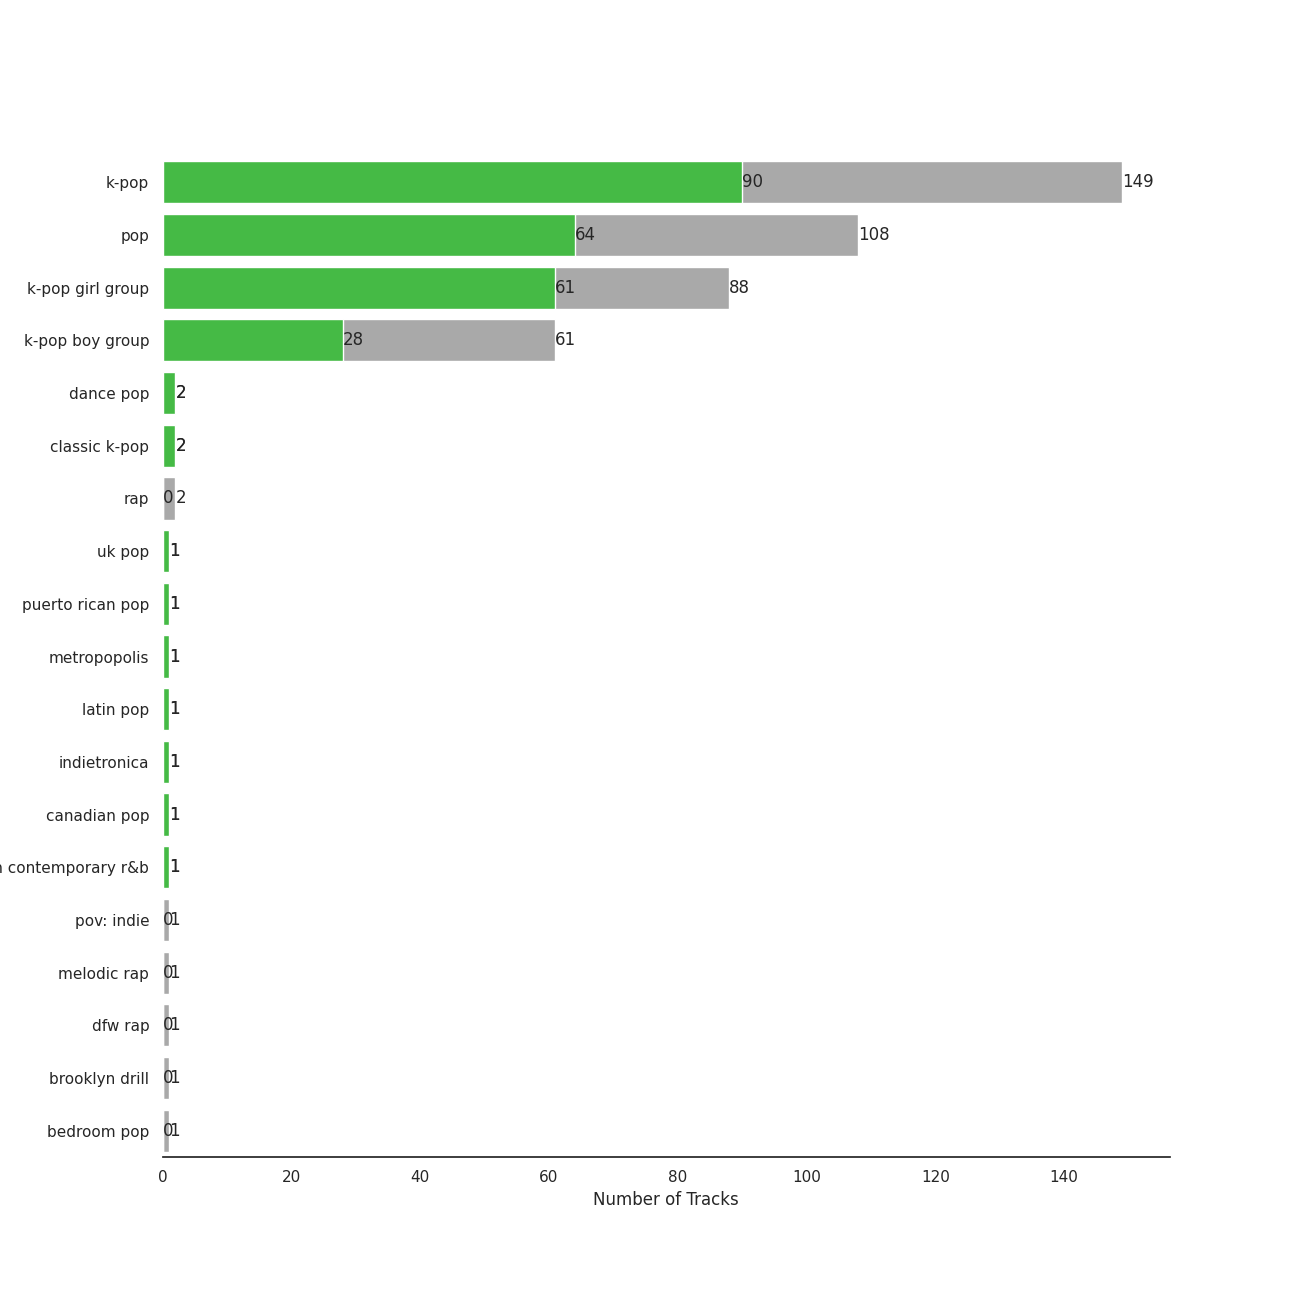 k-pop 90 149
pop 64 108
k-pop girl group 61 88
k-pop boy group 28 61
dance pop 2
classic k-pop 2
rap 0 2
uk pop 1
puerto rican pop 1
metropopolis 1
latin pop 1
indietronica 1
canadian pop 1
contemporary r&b 1
pov: indie 0 1
melodic rap 0 1
dfw rap 0 1
brooklyn drill 0 1
bedroom pop 0 1
0 20 40 60 80 100 120 140
Number of Tracks